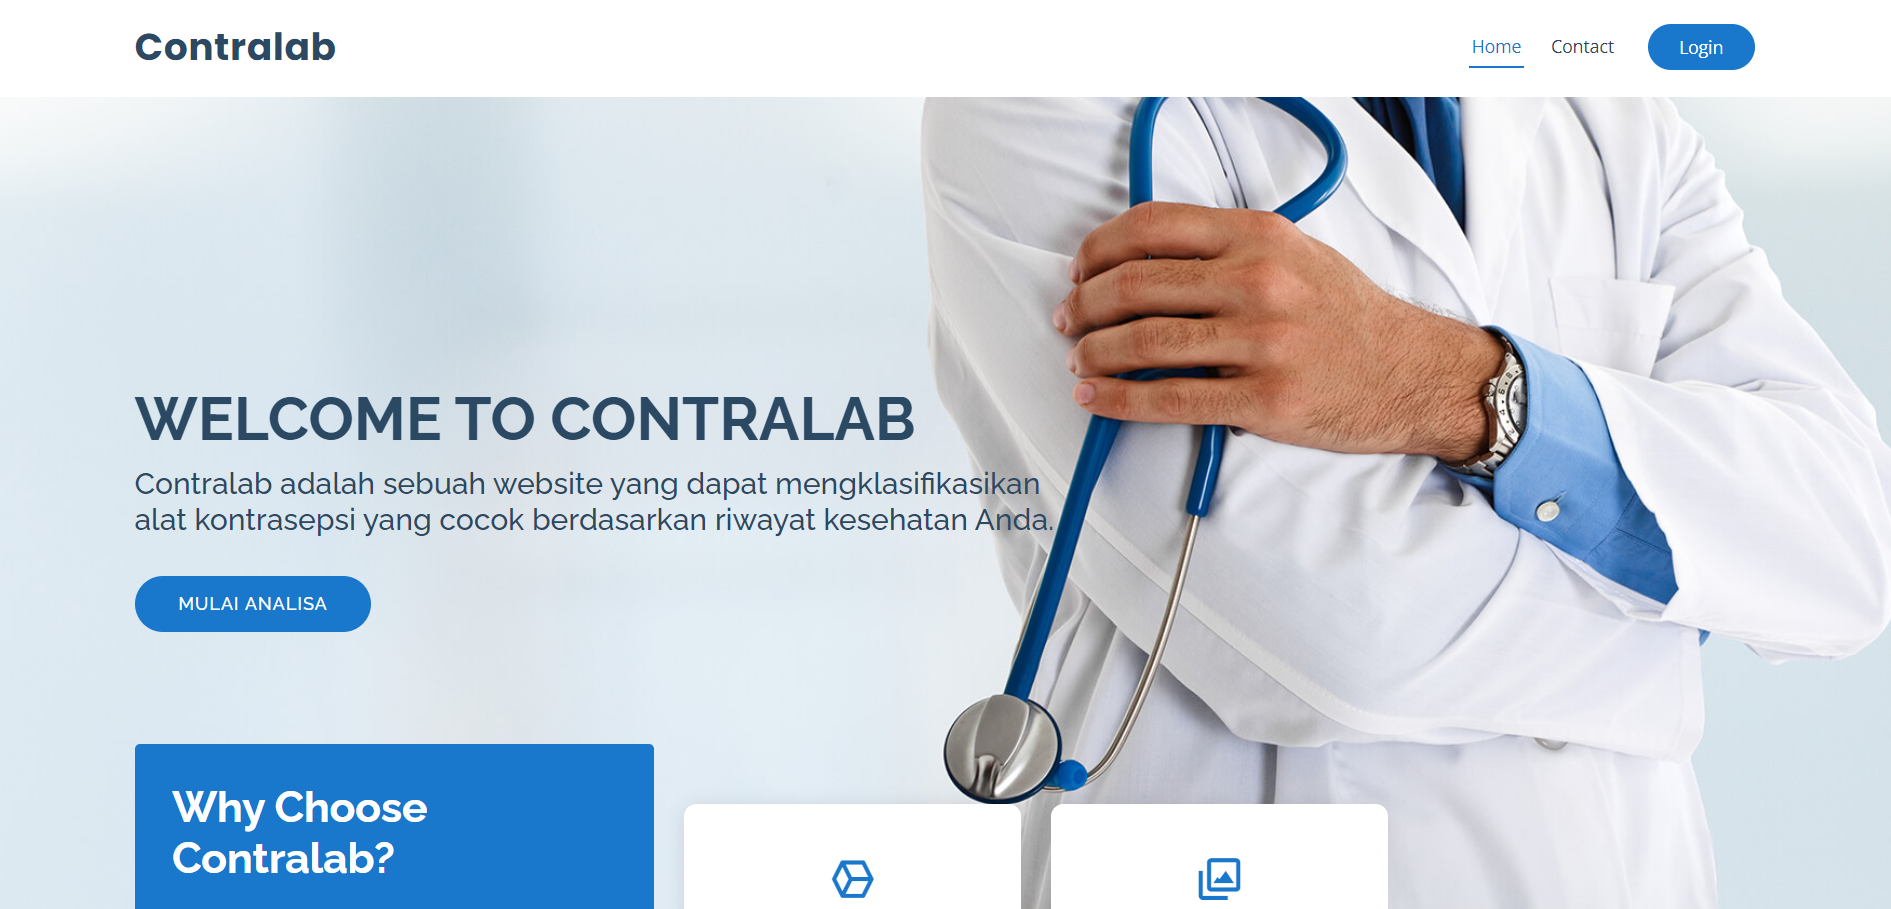 Contralab
Home Contact Login
WELCOME TO CONTRALAB
Contralab adalah sebuah website yang dapat mengklasifikasikan
alat kontrasepsi yang cocok berdasarkan riwayat kesehatan Anda.
MULAI ANALISA
Why Choose
Contralab?